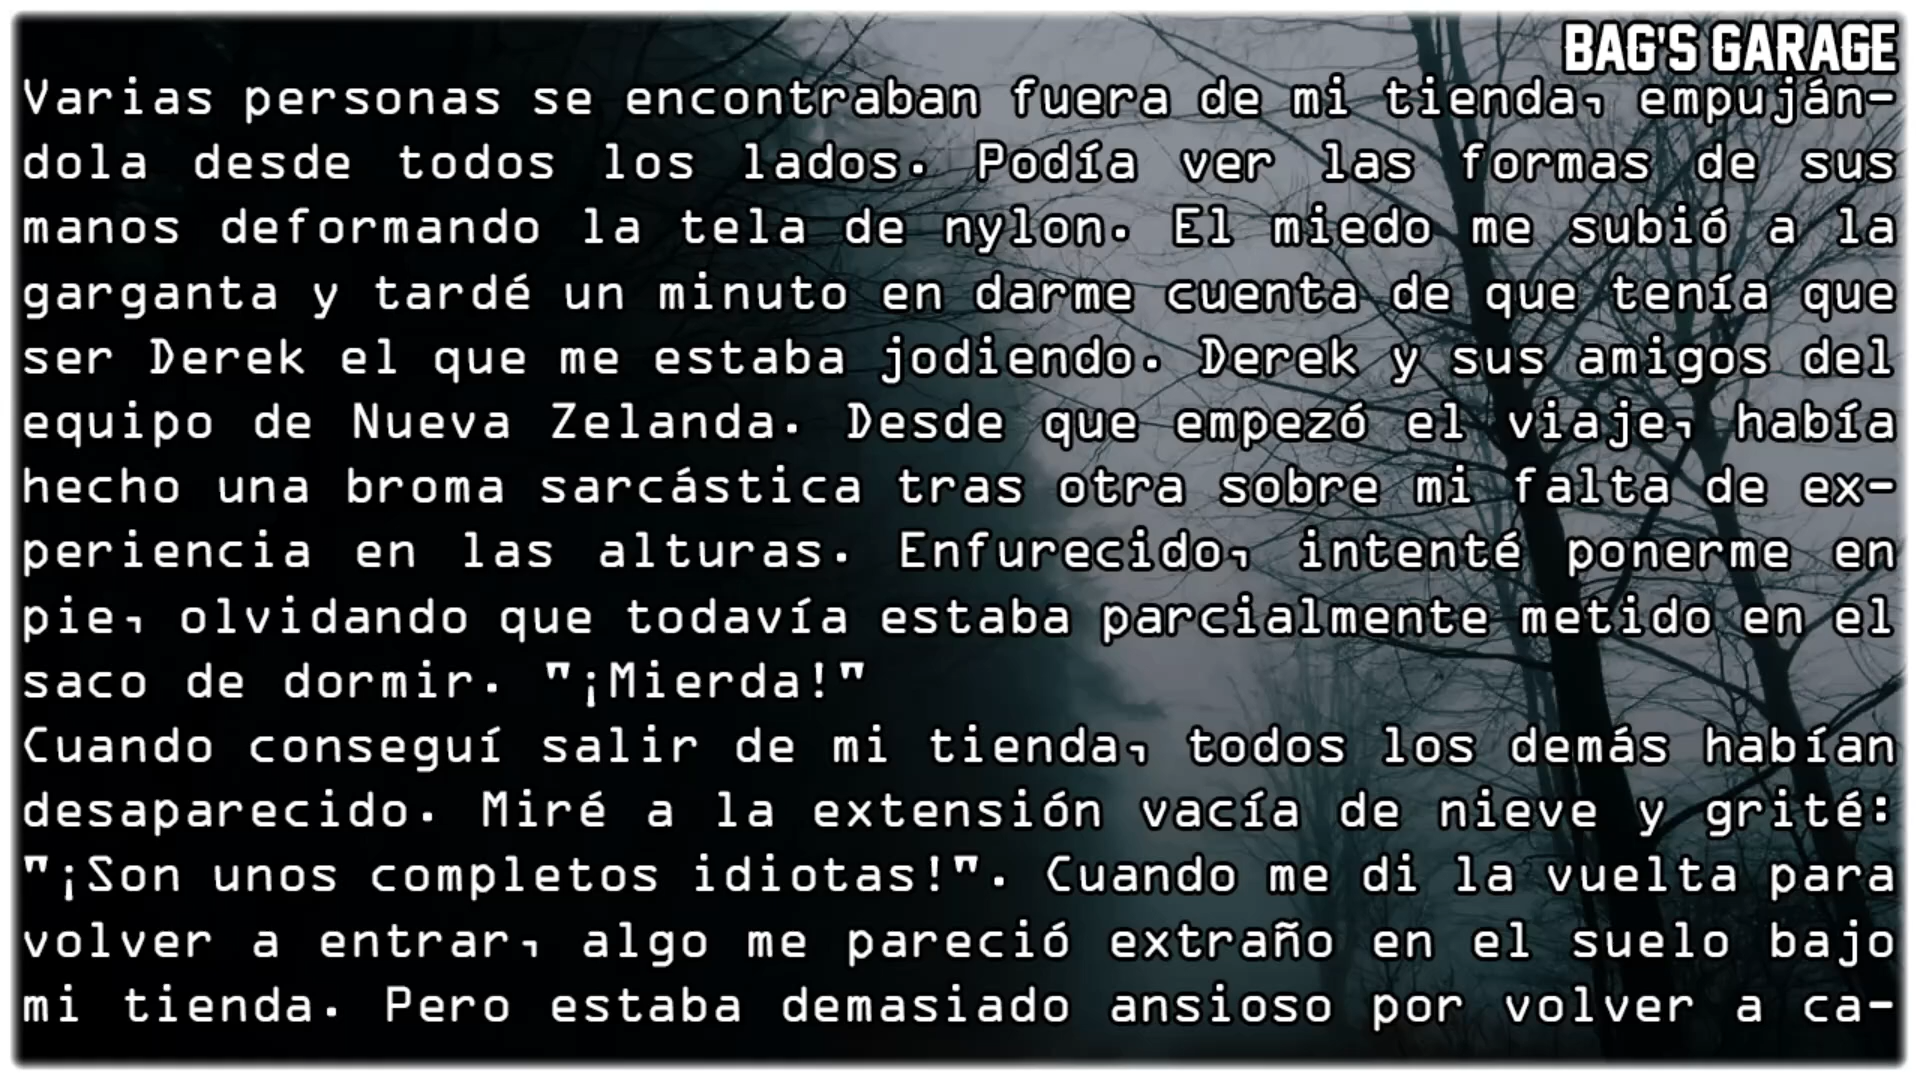 BAG'S GARAGE
Varias personas se encontraban fuera de mi tienda, empuján-
dola desde todos los lados. Podía ver las formas de sus
manos deformando la tela de nylon. El miedo me subió a la
garganta y tardé un minuto en darme cuenta de que tenía que
ser Derek el que me estaba jodiendo. Derek y sus amigos del
equipo de Nueva Zelanda. Desde que empezó el viaje, había
hecho una broma sarcástica tras otra sobre mi falta de ex-
periencia en las alturas. Enfurecido, intenté ponerme en
pie, olvidando que todavía estaba parcialmente metido en el
saco de dormir. "¡Mierda!"
Cuando conseguí salir de mi tienda, todos los demás habían
desaparecido. Miré a la extensión vacía de nieve y grité:
"¡Son unos completos idiotas!". Cuando me di la vuelta para
volver a entrar, algo me pareció extraño en el suelo bajo
mi tienda. Pero estaba demasiado ansioso por volver a ca-